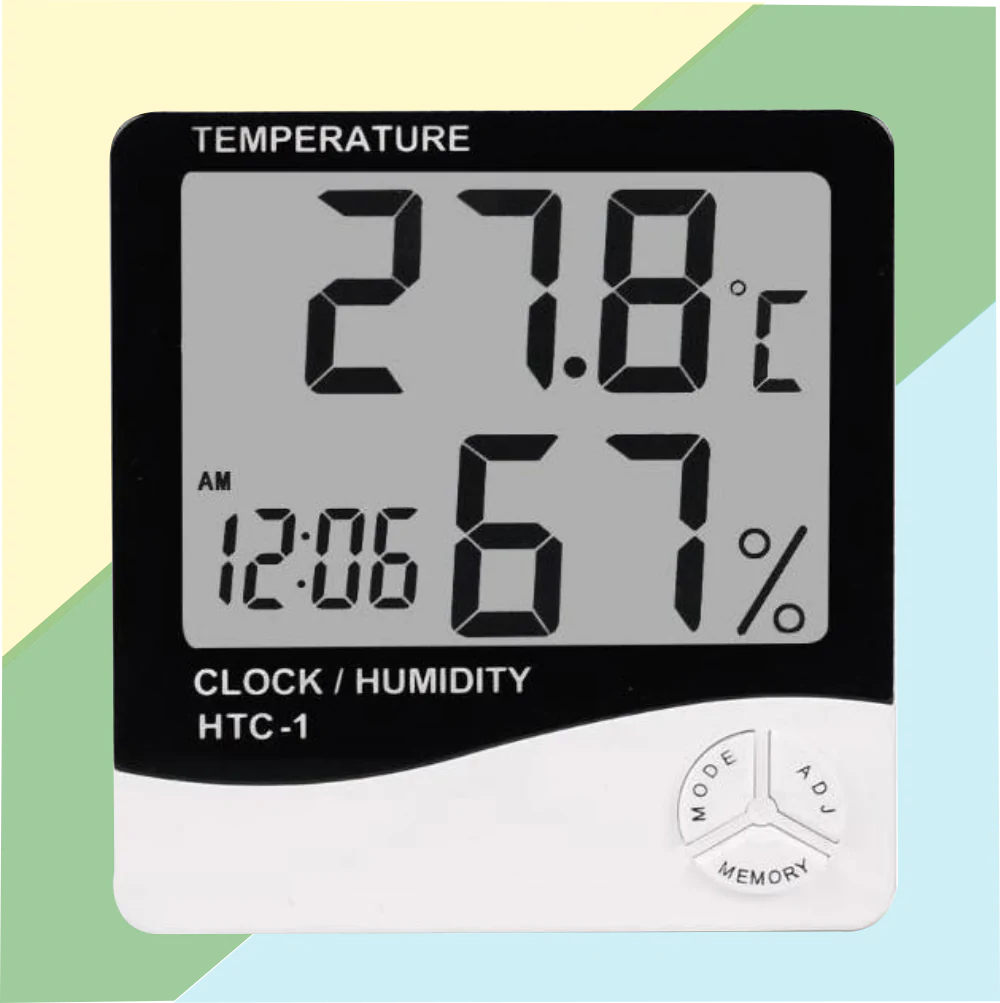 TEMPERATURE
27.8 °C
AM
12:06 67 %
CLOCK / HUMIDITY
HTC-1
MODE ADJ
MEMORY